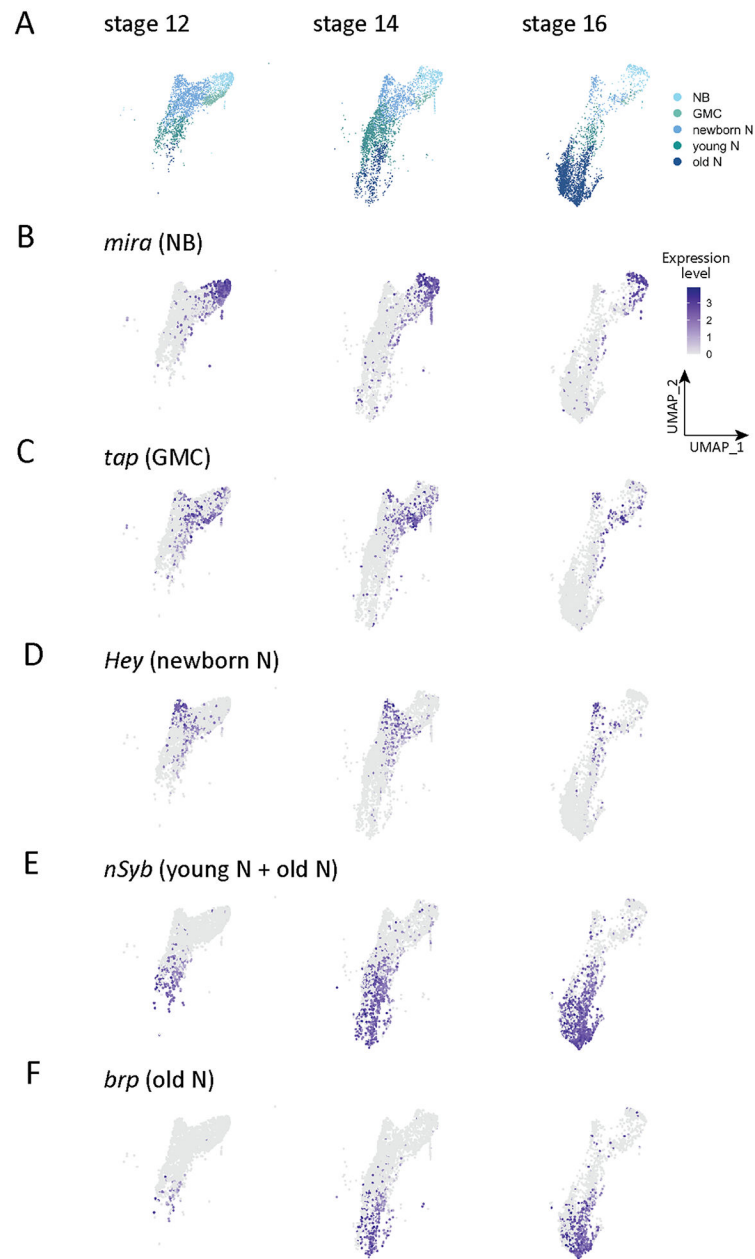 A
stage 12
stage 14
stage 16
NB
GMC
newborn N
young N
old N
B
mira (NB)
Expression
level
3
2
1
0
UMAP_2
UMAP_1
C
tap (GMC)
D
Hey (newborn N)
E
nSyb (young N + old N)
F
brp (old N)